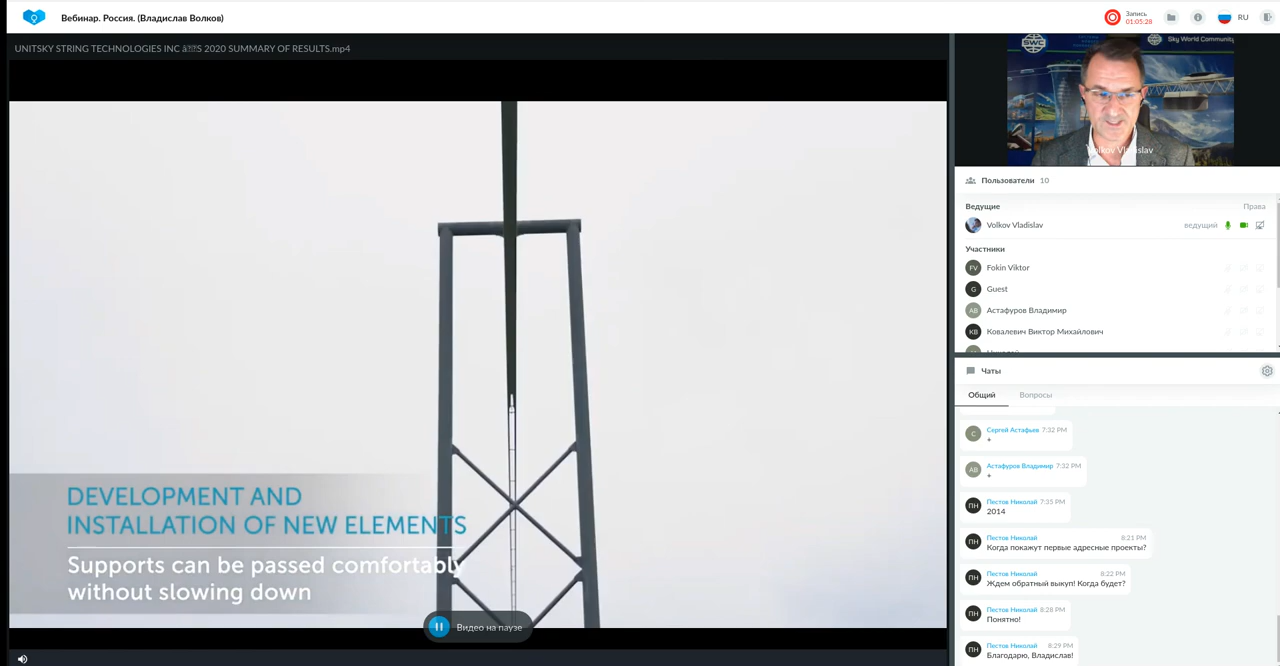 Вебинар. Россия. (Владислав Волков)
Запись
01:05:28
RU
UNITSKY STRING TECHNOLOGIES INC 2020 SUMMARY OF RESULTS.mp4
SWC
Sky World Community
Volkov Vladislav
DEVELOPMENT AND
INSTALLATION OF NEW ELEMENTS
Supports can be passed comfortably
without slowing down
Видео на паузе
Пользователи 10
Ведущие Права
Volkov Vladislav ведущий
Участники
FV Fokin Viktor
G Guest
АВ Астафуров Владимир
КВ Ковалевич Виктор Михайлович
Чаты
Общий Вопросы
С Сергей Астафьев 7:32 PM
+
АВ Астафуров Владимир 7:32 PM
+
ПН Пестов Николай 7:35 PM
2014
ПН Пестов Николай 8:21 PM
Когда покажут первые адресные проекты?
ПН Пестов Николай 8:22 PM
Ждем обратный выкуп! Когда будет?
ПН Пестов Николай 8:28 PM
Понятно!
ПН Пестов Николай 8:29 PM
Благодарю, Владислав!